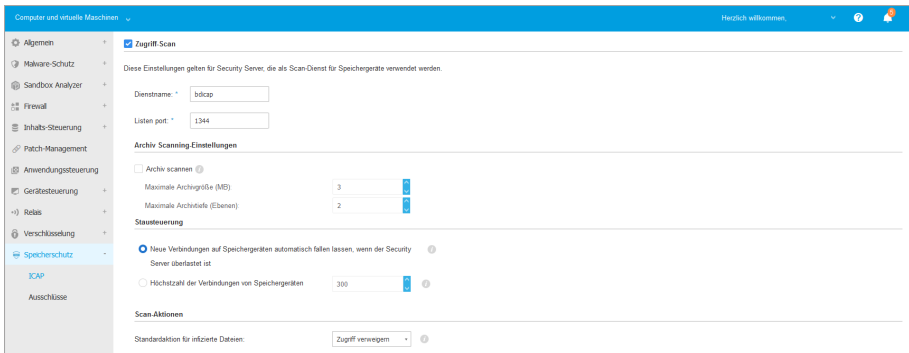 Computer und virtuelle Maschinen
Herzlich willkommen,
?
5
Allgemein +
Malware-Schutz +
Sandbox Analyzer +
Firewall +
Inhalts-Steuerung +
Patch-Management
Anwendungssteuerung
Gerätesteuerung +
Relais +
Verschlüsselung +
Speicherschutz -
ICAP
Ausschlüsse
Zugriff-Scan
Diese Einstellungen gelten für Security Server, die als Scan-Dienst für Speichergeräte verwendet werden.
Dienstname: * bdicap
Listen port: * 1344
Archiv Scanning-Einstellungen
Archiv scannen i
Maximale Archivgröße (MB) 3
Maximale Archivtiefe (Ebenen): 2
Stausteuerung
Neue Verbindungen auf Speichergeräten automatisch fallen lassen, wenn der Security i
Server überlastet ist
Höchstzahl der Verbindungen von Speichergeräten 300 i
Scan-Aktionen
Standardaktion für infizierte Dateien: Zugriff verweigern i